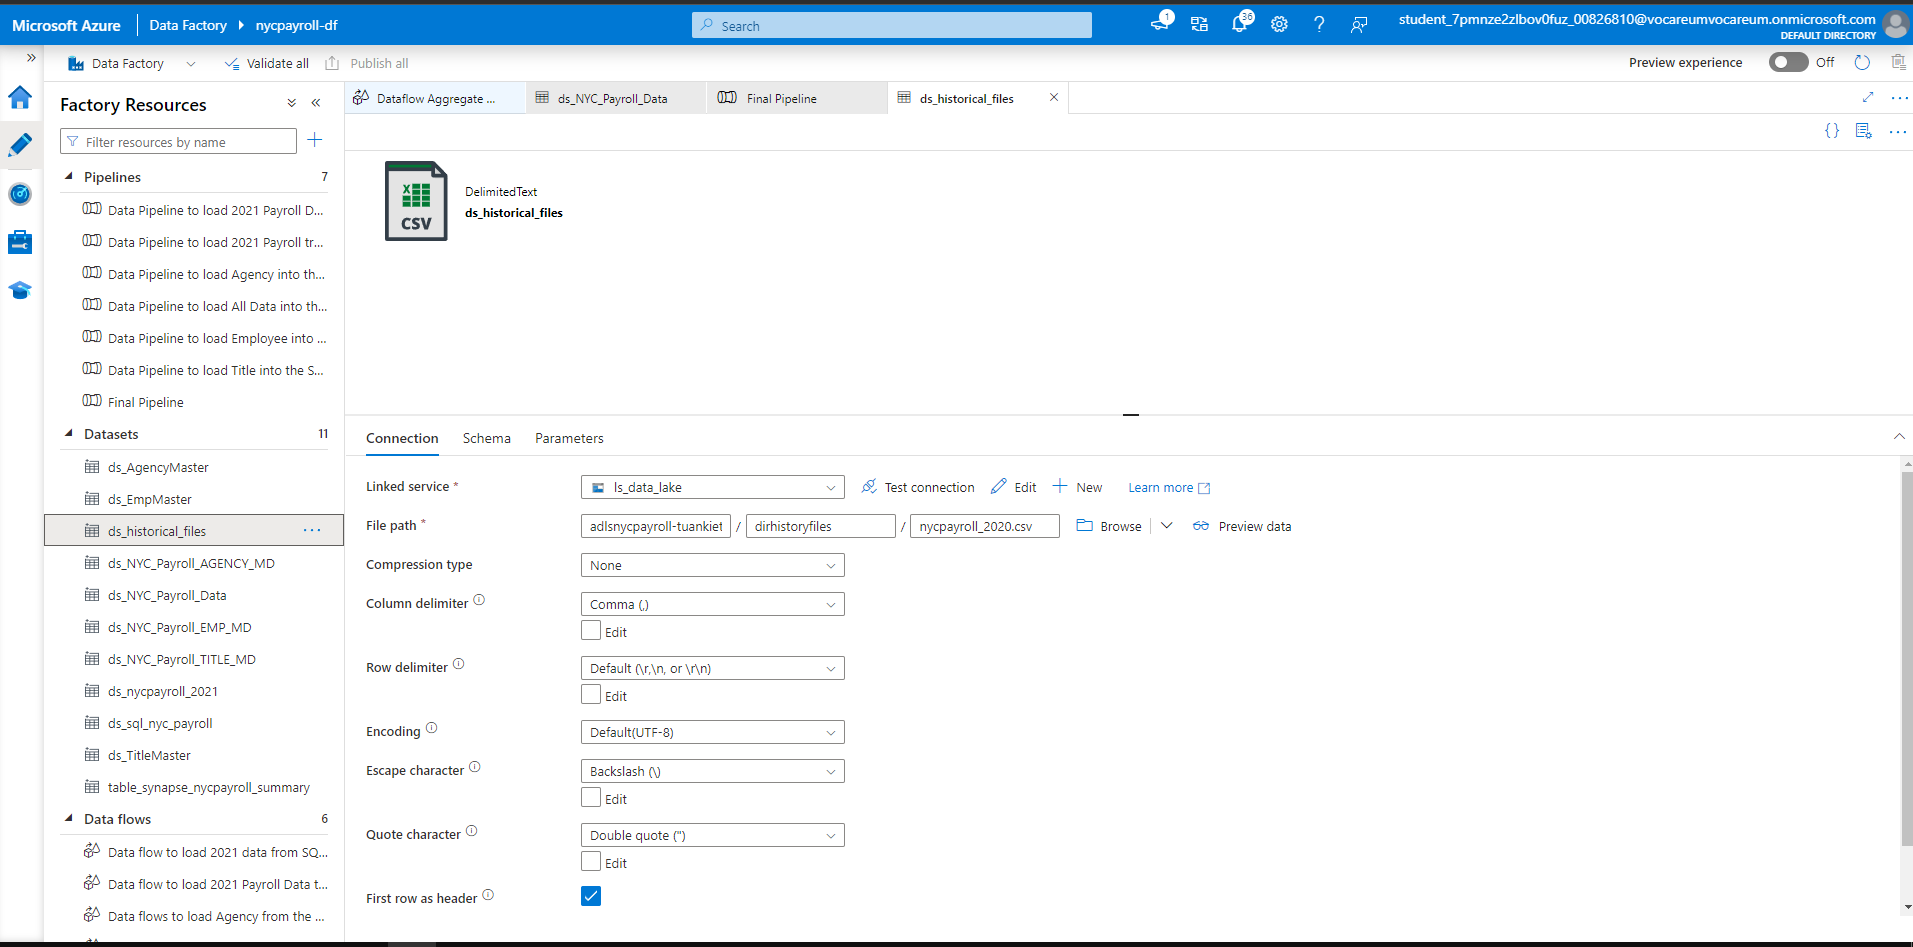 Microsoft Azure
Data Factory
nycpayroll-df
Search
1
36
student_7pmnze2zlbov0fuz_00826810@vocareumvocareum.onmicrosoft.com
DEFAULT DIRECTORY
Data Factory
Validate all
Publish all
Preview experience
Off
Factory Resources
Filter resources by name
Pipelines 7
Data Pipeline to load 2021 Payroll D...
Data Pipeline to load 2021 Payroll tr...
Data Pipeline to load Agency into th...
Data Pipeline to load All Data into th...
Data Pipeline to load Employee into ...
Data Pipeline to load Title into the S...
Final Pipeline
Datasets 11
ds_AgencyMaster
ds_EmpMaster
ds_historical_files
ds_NYC_Payroll_AGENCY_MD
ds_NYC_Payroll_Data
ds_NYC_Payroll_EMP_MD
ds_NYC_Payroll_TITLE_MD
ds_nycpayroll_2021
ds_sql_nyc_payroll
ds_TitleMaster
table_synapse_nycpayroll_summary
Data flows 6
Data flow to load 2021 data from SQ...
Data flow to load 2021 Payroll Data t...
Data flows to load Agency from the ...
Dataflow Aggregate ...
ds_NYC_Payroll_Data
Final Pipeline
ds_historical_files
CSV
DelimitedText
ds_historical_files
Connection
Schema
Parameters
Linked service *
ls_data_lake
Test connection
Edit
New
Learn more
File path *
adlsnycpayroll-tuankiet / dirhistoryfiles / nycpayroll_2020.csv
Browse
Preview data
Compression type
None
Column delimiter
Comma (,)
Edit
Row delimiter
Default (\r,\n, or \r\n)
Edit
Encoding
Default(UTF-8)
Escape character
Backslash (\)
Edit
Quote character
Double quote (")
Edit
First row as header